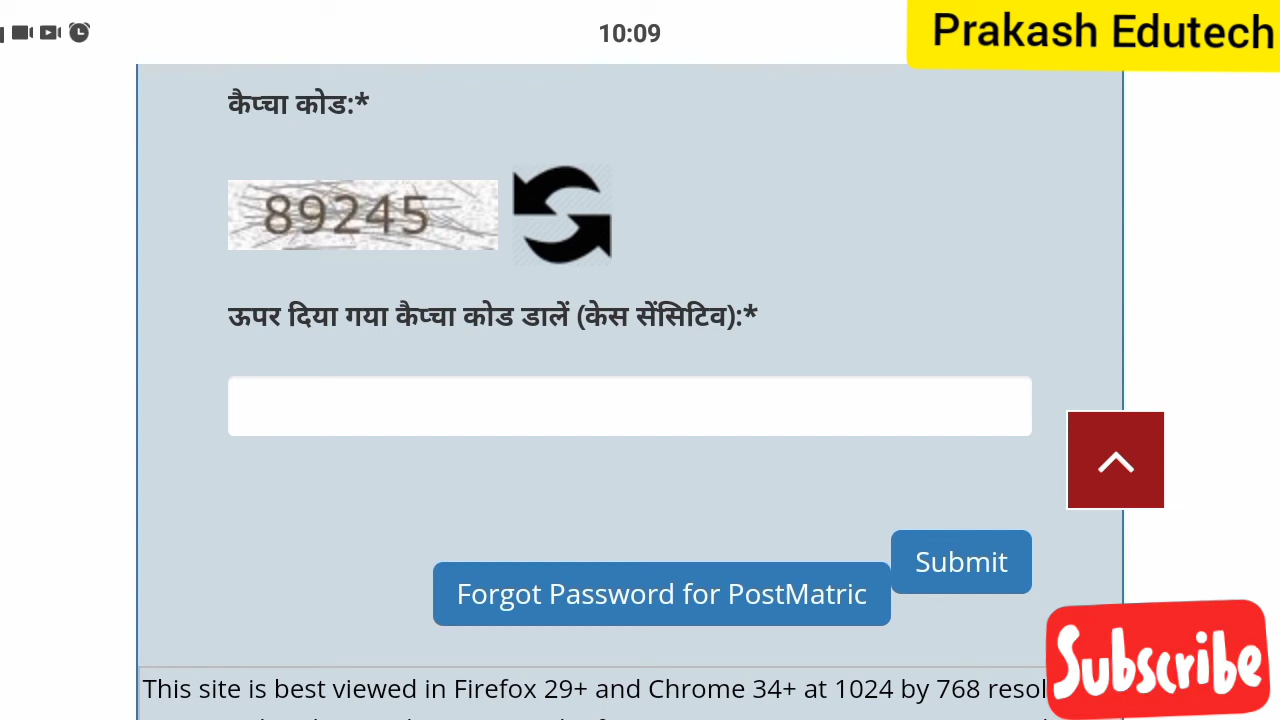 10:09
Prakash Edutech
कैप्चा कोड:*
89245
ऊपर दिया गया कैप्चा कोड डालें (केस सेंसिटिव):*
Submit
Forgot Password for PostMatric
Subscribe
This site is best viewed in Firefox 29+ and Chrome 34+ at 1024 by 768 resol